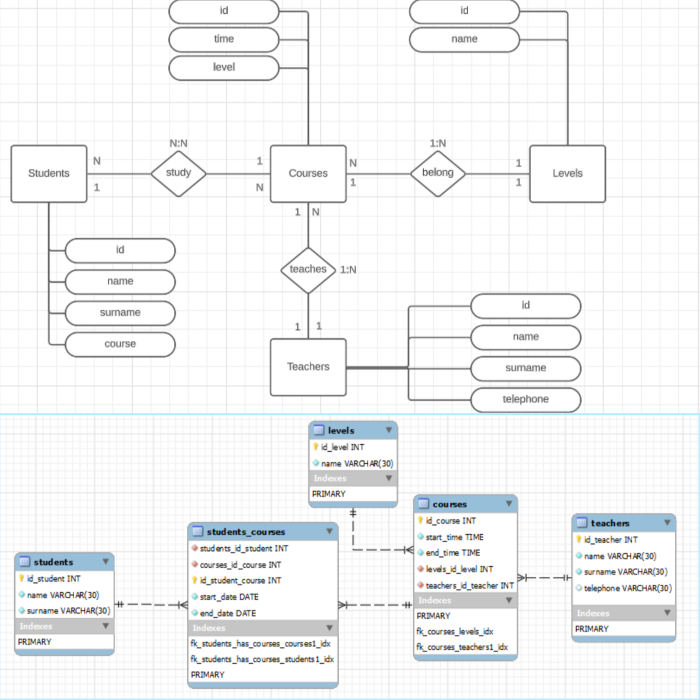 id
time
level
id
name
Students
N
1
N:N
study
1
N
Courses
N
1
1:N
belong
1
1
Levels
1
N
teaches
1:N
1
1
Teachers
id
name
surname
course
id
name
surname
telephone
levels
id_level INT
name VARCHAR(30)
Indexes
PRIMARY
students
id_student INT
name VARCHAR(30)
surname VARCHAR(30)
Indexes
PRIMARY
students_courses
students_id_student INT
courses_id_course INT
id_student_course INT
start_date DATE
end_date DATE
Indexes
fk_students_has_courses_courses1_idx
fk_students_has_courses_students1_idx
PRIMARY
courses
id_course INT
start_time TIME
end_time TIME
levels_id_level INT
teachers_id_teacher INT
Indexes
PRIMARY
fk_courses_levels_idx
fk_courses_teachers1_idx
teachers
id_teacher INT
name VARCHAR(30)
surname VARCHAR(30)
telephone VARCHAR(30)
Indexes
PRIMARY